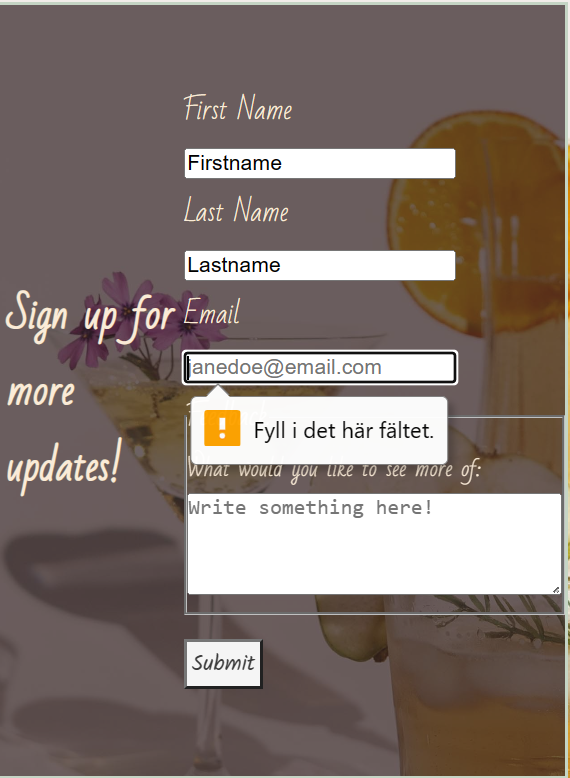 First Name
Firstname
Last Name
Lastname
Sign up for
more
updates!
Email
janedoe@email.com
Fyll i det här fältet.
What would you like to see more of:
Write something here!
Submit